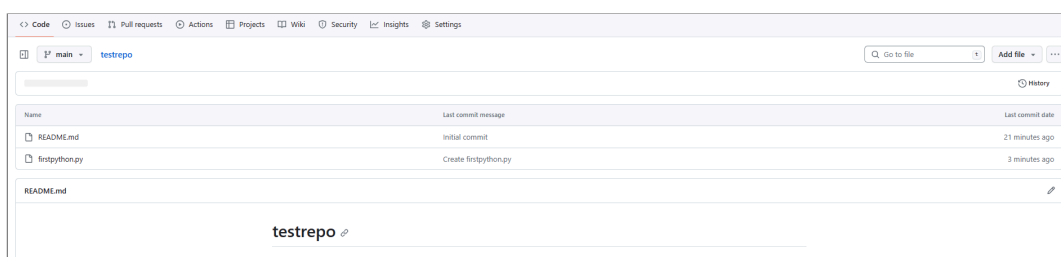 <> Code Issues Pull requests Actions Projects Wiki Security Insights Settings
main testrepo Go to file t Add file ...
History
Name Last commit message Last commit date
README.md Initial commit 21 minutes ago
firstpython.py Create firstpython.py 3 minutes ago
README.md
testrepo